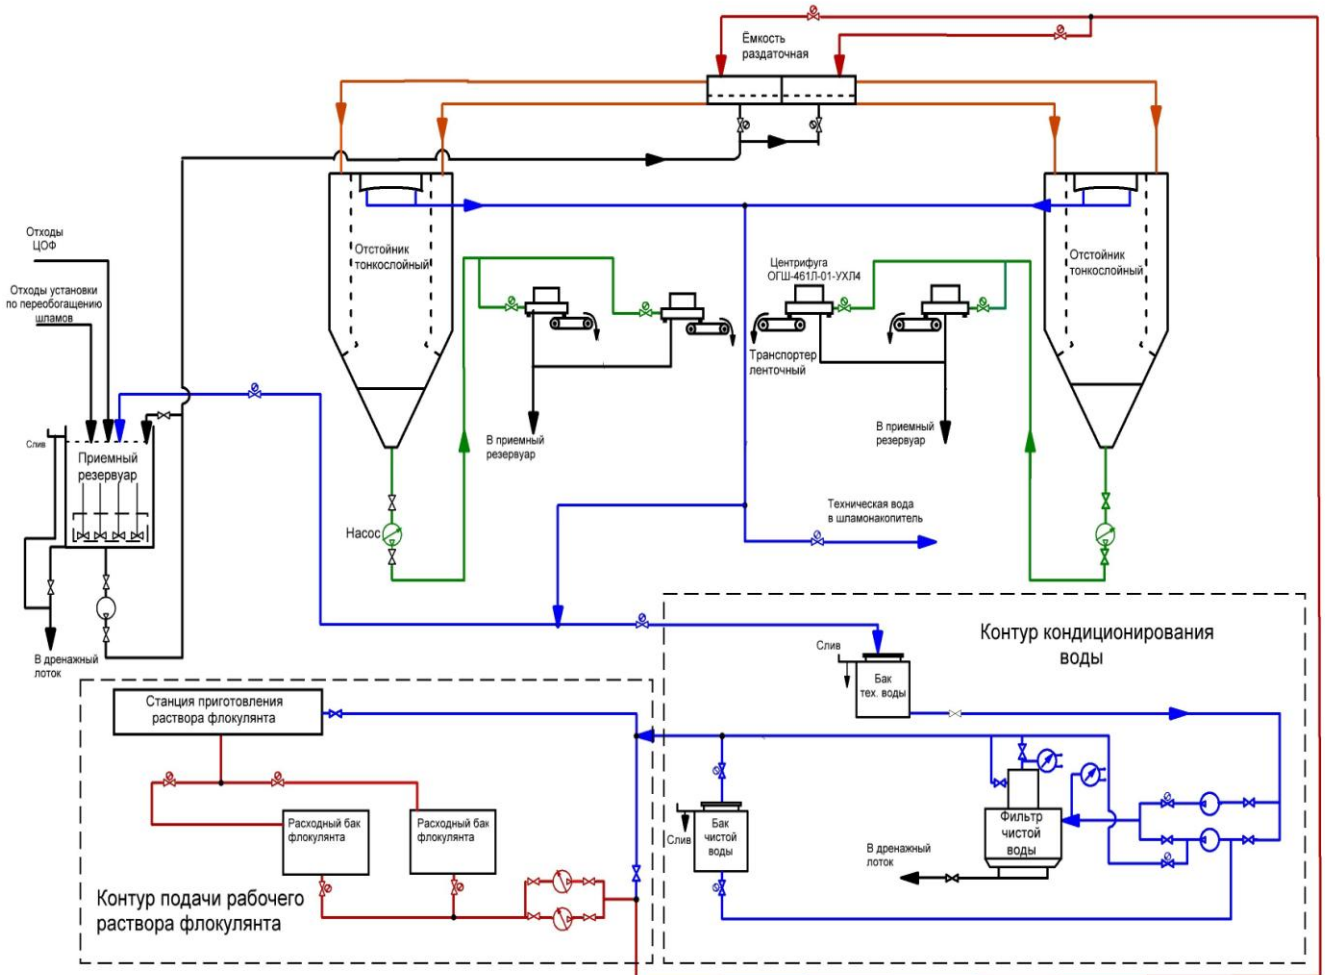 Ёмкость
раздаточная
Отходы
ЦОФ
Отходы установки
по переобогащению
шламов
Отстойник
тонкослойный
Центрифуга
ОГШ-461Л-01-УХЛ4
Отстойник
тонкослойный
Транспортер
ленточный
Слив
Приемный
резервуар
В приемный
резервуар
В приемный
резервуар
Насос
Техническая вода
в шламонакопитель
В дренажный
лоток
Контур кондиционирования
воды
Слив
Бак
тех. воды
Станция приготовления
раствора флокулянта
Расходный бак
флокулянта
Расходный бак
флокулянта
Слив
Бак
чистой
воды
Фильтр
чистой
воды
В дренажный
лоток
Контур подачи рабочего
раствора флокулянта